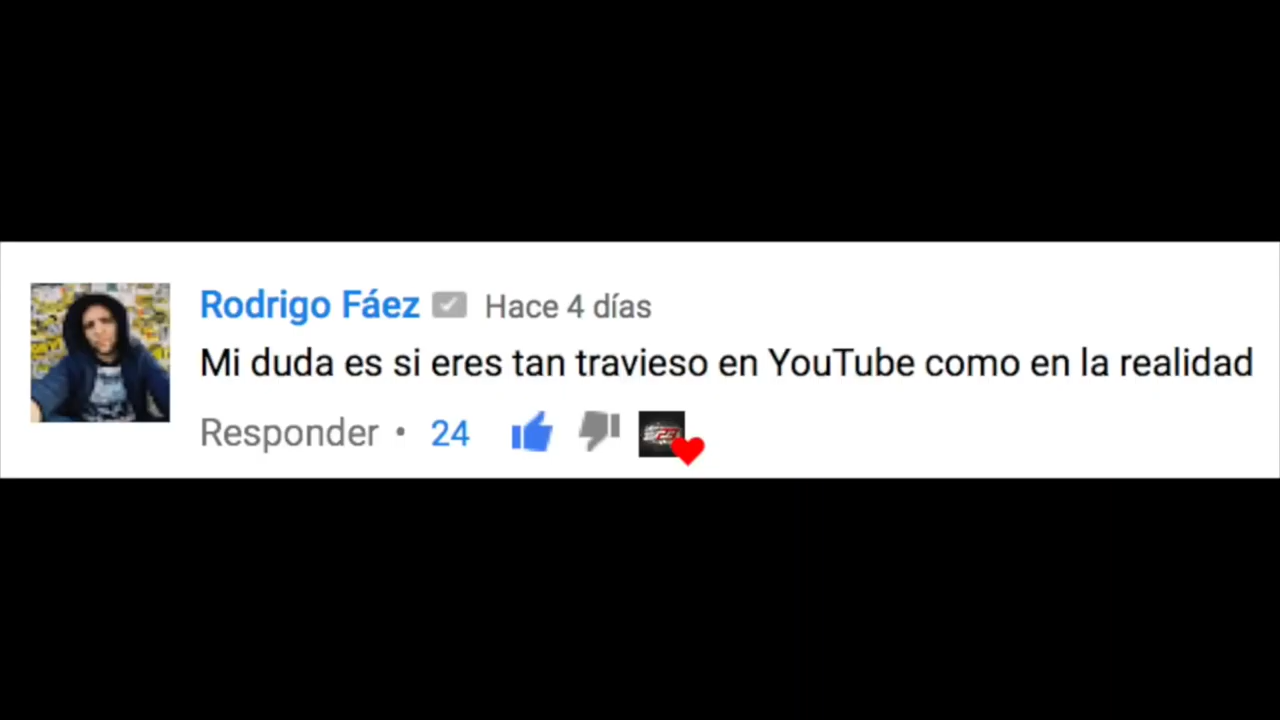 Rodrigo Fáez Hace 4 días
Mi duda es si eres tan travieso en YouTube como en la realidad
Responder • 24
23